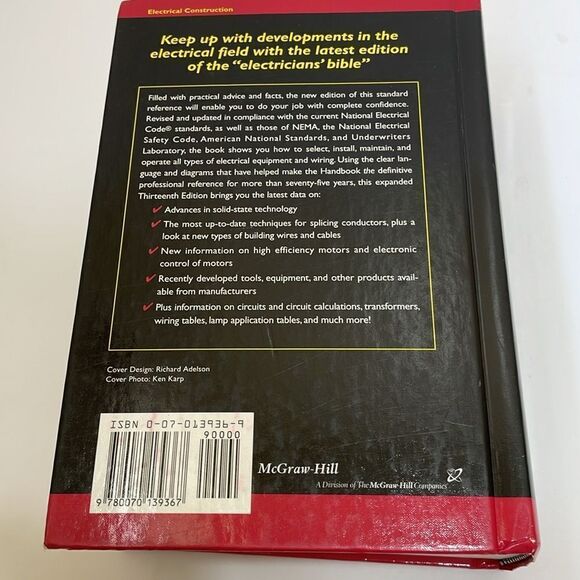 Electrical Construction
Keep up with developments in the
electrical field with the latest edition
of the "electricians' bible"
Filled with practical advice and facts, the new edition of this standard
reference will enable you to do your job with complete confidence.
Revised and updated in compliance with the current National Electrical
Code® standards, as well as those of NEMA, the National Electrical
Safety Code, American National Standards, and Underwriters
Laboratory, the book shows you how to select, install, maintain, and
operate all types of electrical equipment and wiring. Using the clear lan-
guage and diagrams that have helped make the Handbook the definitive
professional reference for more than seventy-five years, this expanded
Thirteenth Edition brings you the latest data on:
✓ Advances in solid-state technology
✓ The most up-to-date techniques for splicing conductors, plus a
look at new types of building wires and cables
✓ New information on high efficiency motors and electronic
control of motors
✓ Recently developed tools, equipment, and other products avail-
able from manufacturers
✓ Plus information on circuits and circuit calculations, transformers,
wiring tables, lamp application tables, and much more!
Cover Design: Richard Adelson
Cover Photo: Ken Karp
ISBN 0-07-013936-9
90000
9 780070 139367
McGraw-Hill
A Division of The McGraw-Hill Companies